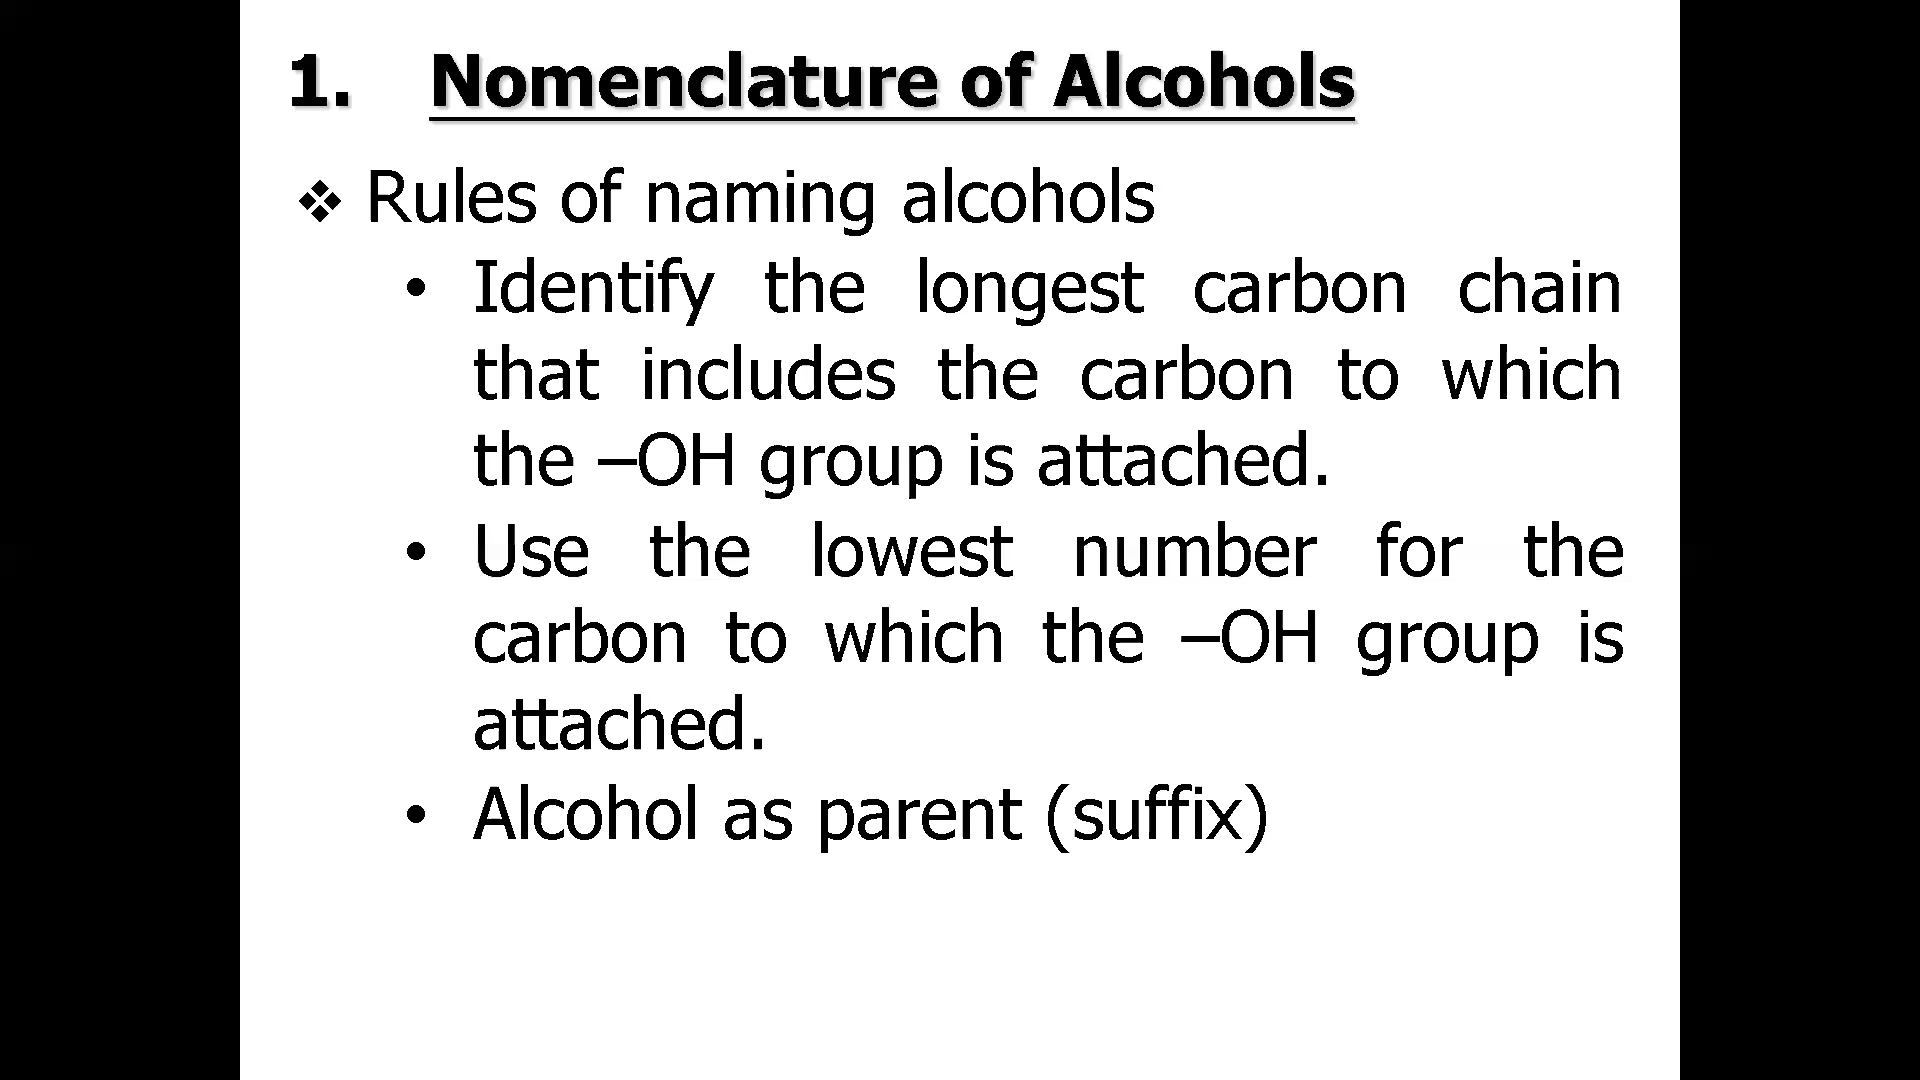 1. Nomenclature of Alcohols
❖ Rules of naming alcohols
• Identify the longest carbon chain
that includes the carbon to which
the –OH group is attached.
• Use the lowest number for the
carbon to which the –OH group is
attached.
• Alcohol as parent (suffix)